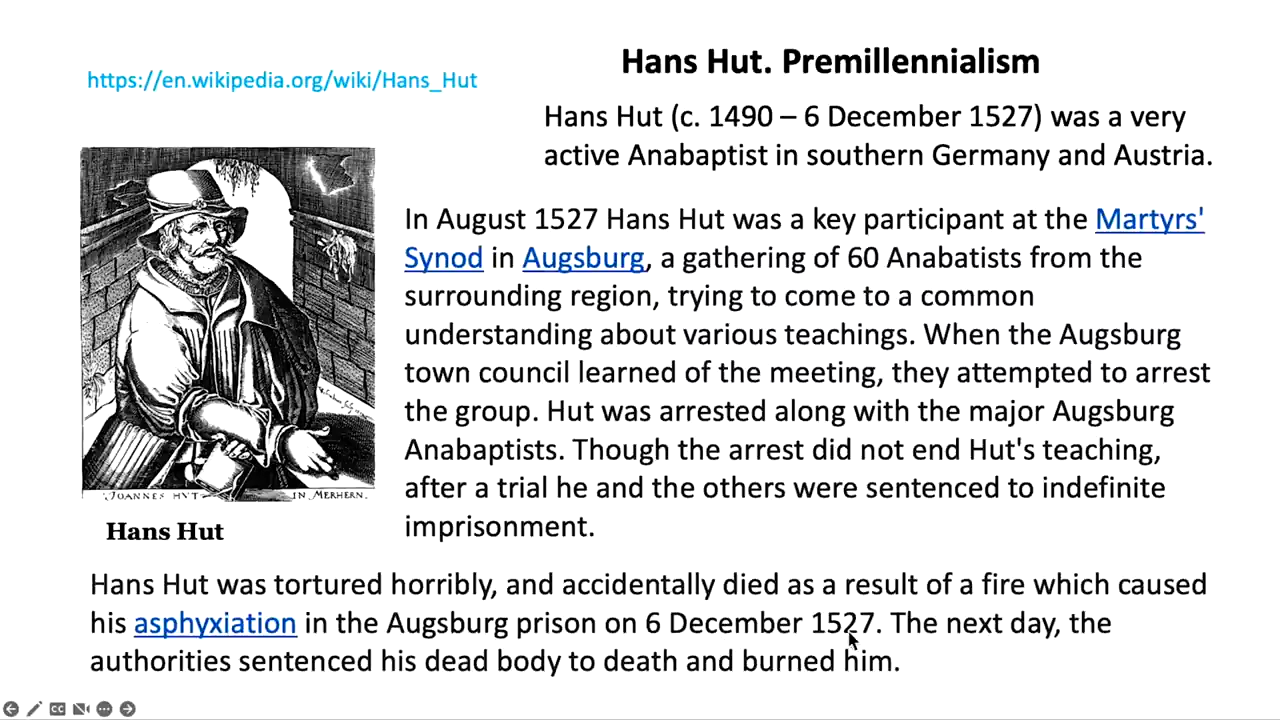 Hans Hut. Premillennialism
https://en.wikipedia.org/wiki/Hans_Hut
Hans Hut (c. 1490 – 6 December 1527) was a very
active Anabaptist in southern Germany and Austria.
In August 1527 Hans Hut was a key participant at the Martyrs'
Synod in Augsburg, a gathering of 60 Anabatists from the
surrounding region, trying to come to a common
understanding about various teachings. When the Augsburg
town council learned of the meeting, they attempted to arrest
the group. Hut was arrested along with the major Augsburg
Anabaptists. Though the arrest did not end Hut's teaching,
after a trial he and the others were sentenced to indefinite
imprisonment.
JOANNES HVT IN MERHERN.
Hans Hut
Hans Hut was tortured horribly, and accidentally died as a result of a fire which caused
his asphyxiation in the Augsburg prison on 6 December 1527. The next day, the
authorities sentenced his dead body to death and burned him.
CC